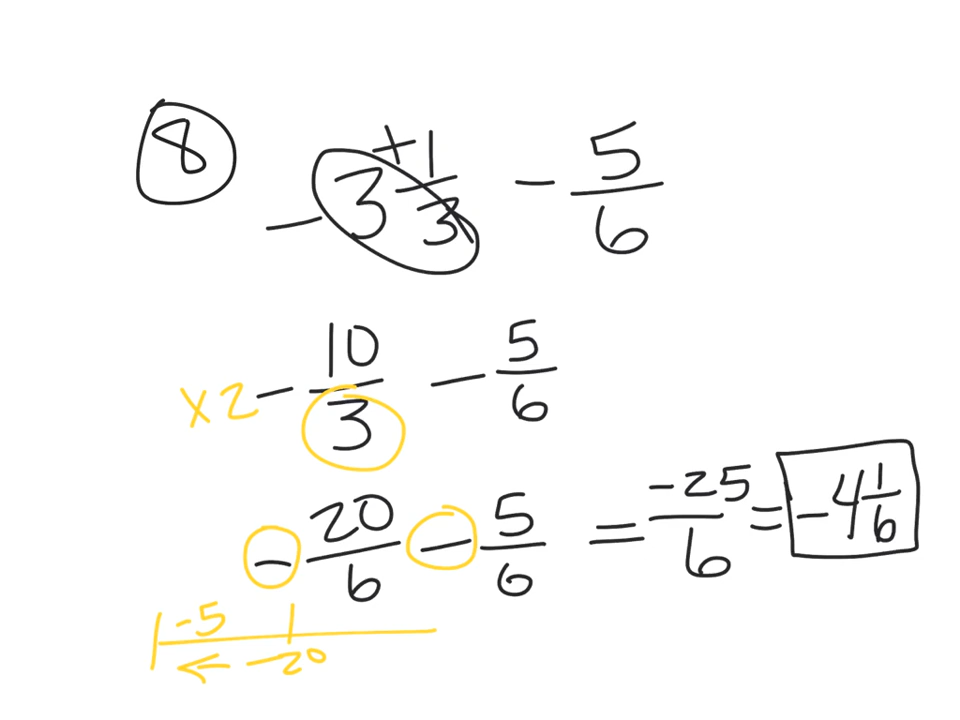 8 - 3 + 1/3 - 5/6
x2 - 10/3 - 5/6
- 20/6 - 5/6 = -25/6 = -4 1/6
-5
← -20